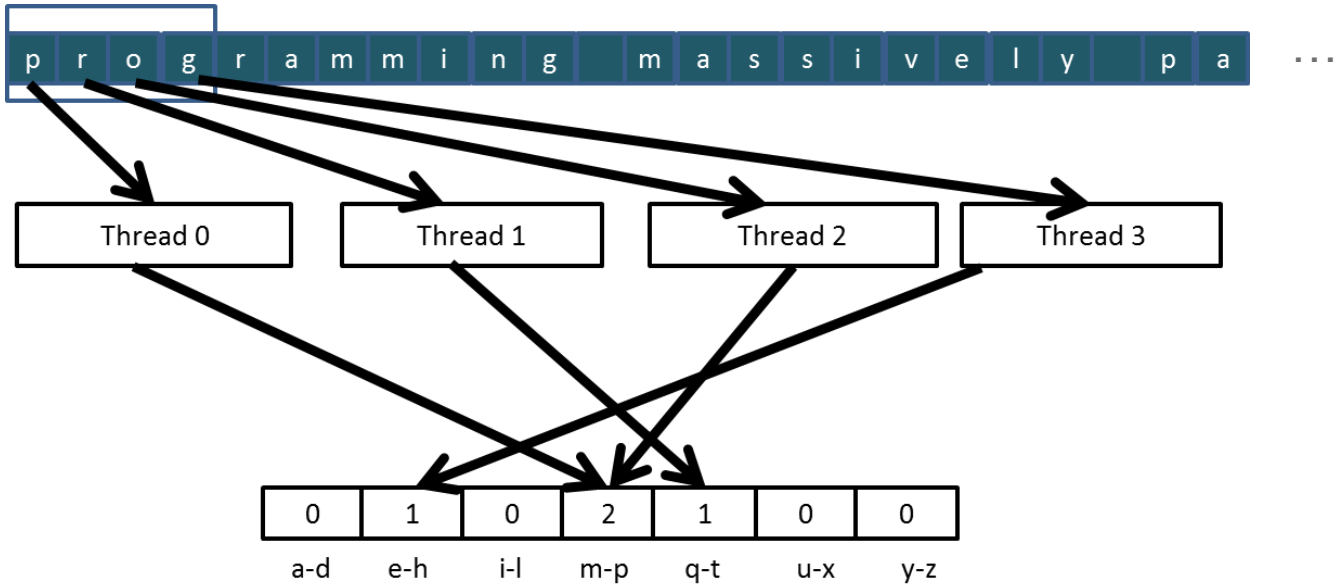 p r o g r a m m i n g m a s s i v e l y p a ...
Thread 0 Thread 1 Thread 2 Thread 3
0 1 0 2 1 0 0
a-d e-h i-l m-p q-t u-x y-z